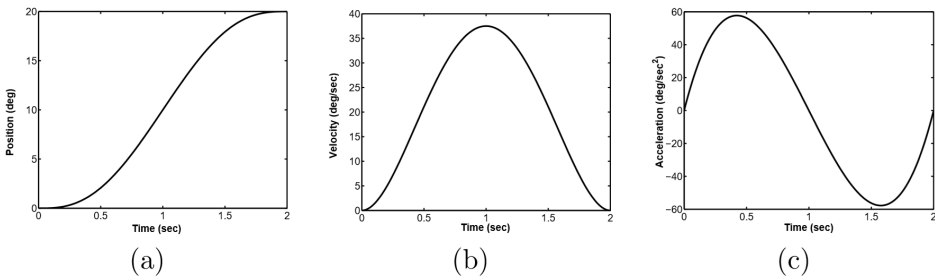 20
15
10
5
0
Position (deg)
0 0.5 1 1.5 2
Time (sec)
(a)
40
35
30
25
20
15
10
5
0
Velocity (deg/sec)
0 0.5 1 1.5 2
Time (sec)
(b)
60
40
20
0
−20
−40
−60
Acceleration (deg/sec²)
0 0.5 1 1.5 2
Time (sec)
(c)